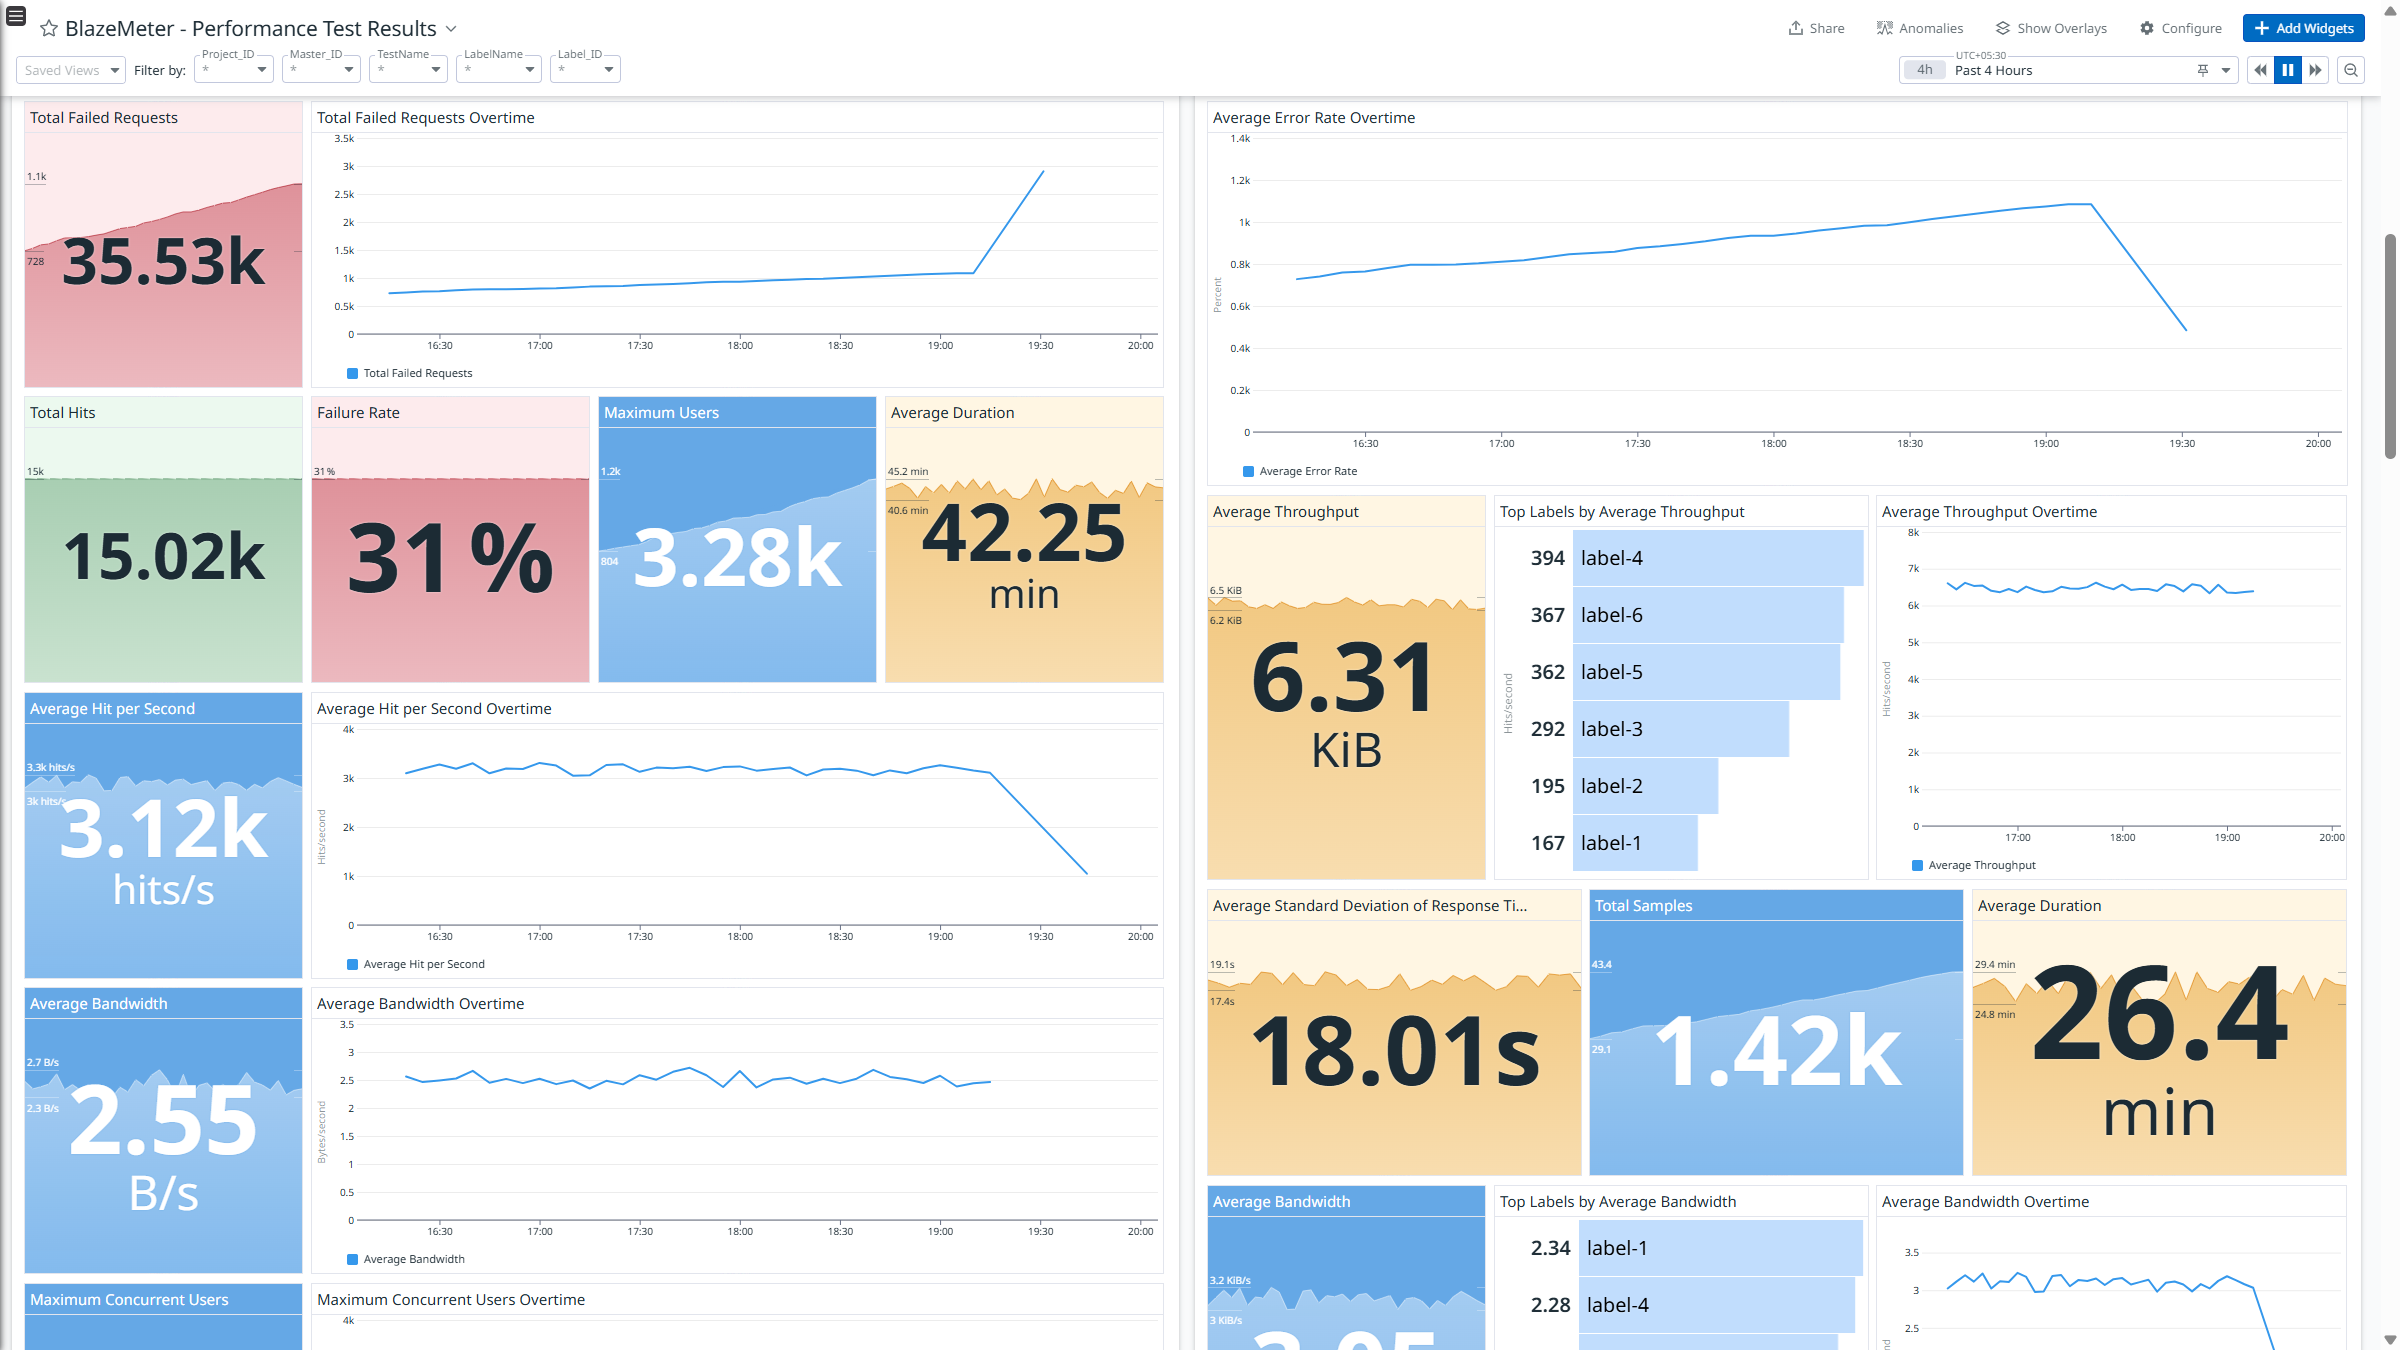 BlazeMeter - Performance Test Results
Share
Anomalies
Show Overlays
Configure
Add Widgets
Saved Views
Filter by:
Project_ID
*
Master_ID
*
TestName
*
LabelName
*
Label_ID
*
UTC+05:30
4h
Past 4 Hours
Total Failed Requests
1.1k
728
35.53k
Total Failed Requests Overtime
3.5k
3k
2.5k
2k
1.5k
1k
0.5k
0
16:30 17:00 17:30 18:00 18:30 19:00 19:30 20:00
Total Failed Requests
Total Hits
15k
15.02k
Failure Rate
31 %
31 %
Maximum Users
1.2k
804
3.28k
Average Duration
45.2 min
40.6 min
42.25
min
Average Hit per Second
3.3k hits/s
3k hits/s
3.12k
hits/s
Average Hit per Second Overtime
4k
3k
2k
1k
0
Hits/second
16:30 17:00 17:30 18:00 18:30 19:00 19:30 20:00
Average Hit per Second
Average Bandwidth
2.7 B/s
2.3 B/s
2.55
B/s
Average Bandwidth Overtime
3.5
3
2.5
2
1.5
1
0.5
0
Bytes/second
16:30 17:00 17:30 18:00 18:30 19:00 19:30 20:00
Average Bandwidth
Maximum Concurrent Users
Maximum Concurrent Users Overtime
4k
Average Error Rate Overtime
1.4k
1.2k
1k
0.8k
0.6k
0.4k
0.2k
0
Percent
16:30 17:00 17:30 18:00 18:30 19:00 19:30 20:00
Average Error Rate
Average Throughput
6.5 KiB
6.2 KiB
6.31
KiB
Top Labels by Average Throughput
Hits/second
394 label-4
367 label-6
362 label-5
292 label-3
195 label-2
167 label-1
Average Throughput Overtime
8k
7k
6k
5k
4k
3k
2k
1k
0
Hits/second
17:00 18:00 19:00 20:00
Average Throughput
Average Standard Deviation of Response Ti...
19.1s
17.4s
18.01s
Total Samples
43.4
29.1
1.42k
Average Duration
29.4 min
24.8 min
26.4
min
Average Bandwidth
3.2 KiB/s
3 KiB/s
Top Labels by Average Bandwidth
2.34 label-1
2.28 label-4
Average Bandwidth Overtime
3.5
3
2.5